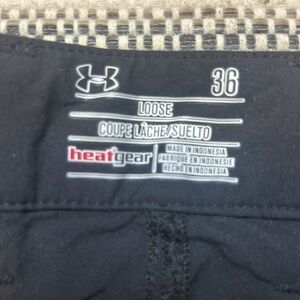 36
LOOSE
COUPE LÂCHE/SUELTO
heatgear
MADE IN INDONESIA
FABRIQUÉ EN INDONÉSIE
HECHO EN INDONESIA